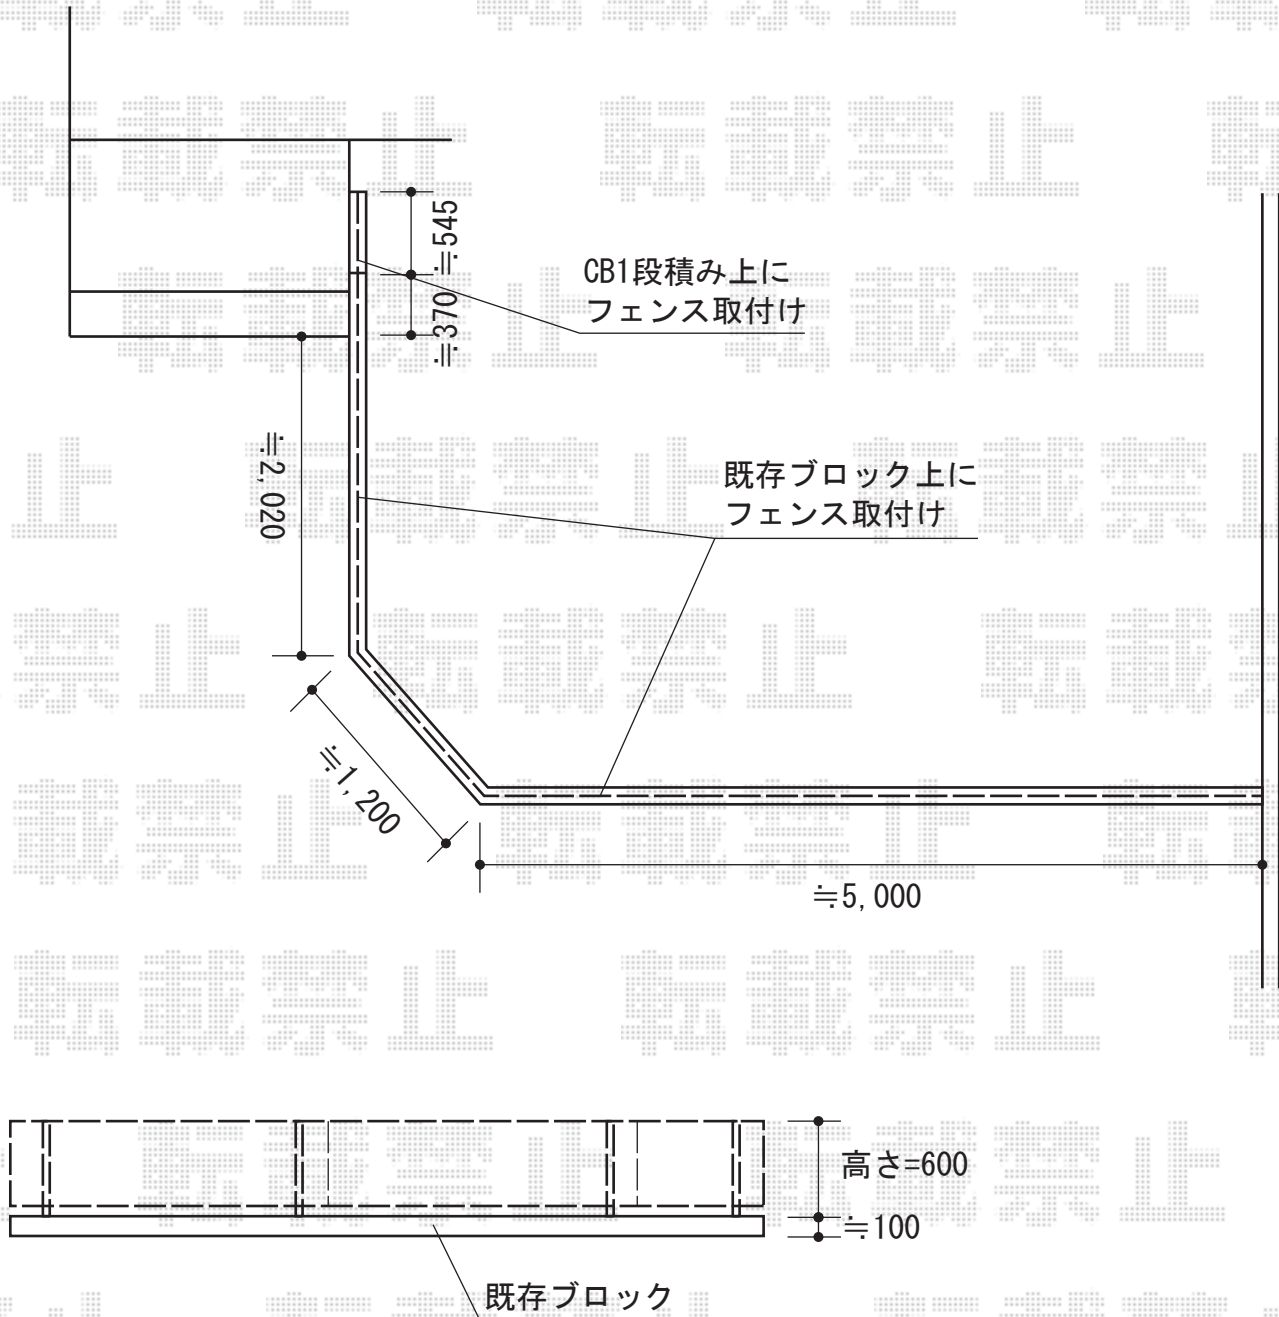 ≒545
≒370
CB1段積み上に
フェンス取付け
≒2,020
既存ブロック上に
フェンス取付け
≒1,200
≒5,000
高さ=600
≒100
既存ブロック
転載禁止